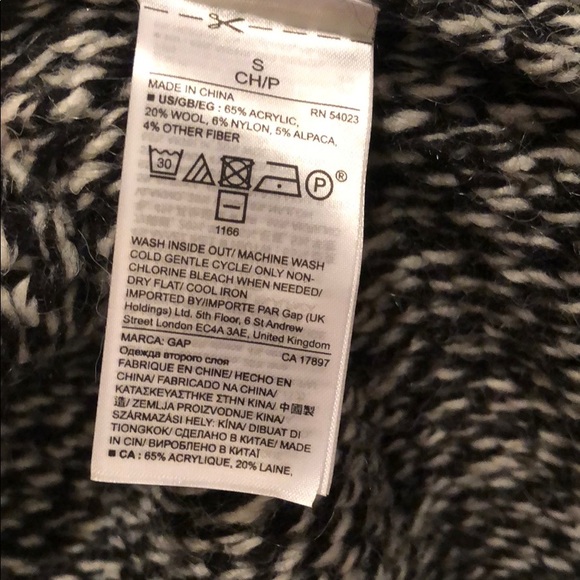 S
CH/P
MADE IN CHINA RN 54023
■ US/GB/EG : 65% ACRYLIC,
20% WOOL, 6% NYLON, 5% ALPACA,
4% OTHER FIBER
30 P ®
1166
WASH INSIDE OUT/ MACHINE WASH
COLD GENTLE CYCLE/ ONLY NON-
CHLORINE BLEACH WHEN NEEDED/
DRY FLAT/ COOL IRON
IMPORTED BY/IMPORTE PAR Gap (UK
Holdings) Ltd. 5th Floor, 6 St Andrew
Street London EC4A 3AE, United Kingdom
MARCA: GAP CA 17897
Одежда второго слоя
FABRIQUE EN CHINE/ HECHO EN
CHINA/ FABRICADO NA CHINA/
ΚΑΤΑΣΚΕΥΑΣΤΗΚΕ ΣΤΗΝ ΚΙΝΑ/ 中國製
造/ ZEMLJA PROIZVODNJE KINA/
SZÁRMAZÁSI HELY: KÍNA/ DIBUAT DI
TIONGKOK/ СДЕЛАНО В КИТАЕ/ MADE
IN CIN/ ВИРОБЛЕНО В КИТАЇ
■ CA : 65% ACRYLIQUE, 20% LAINE,